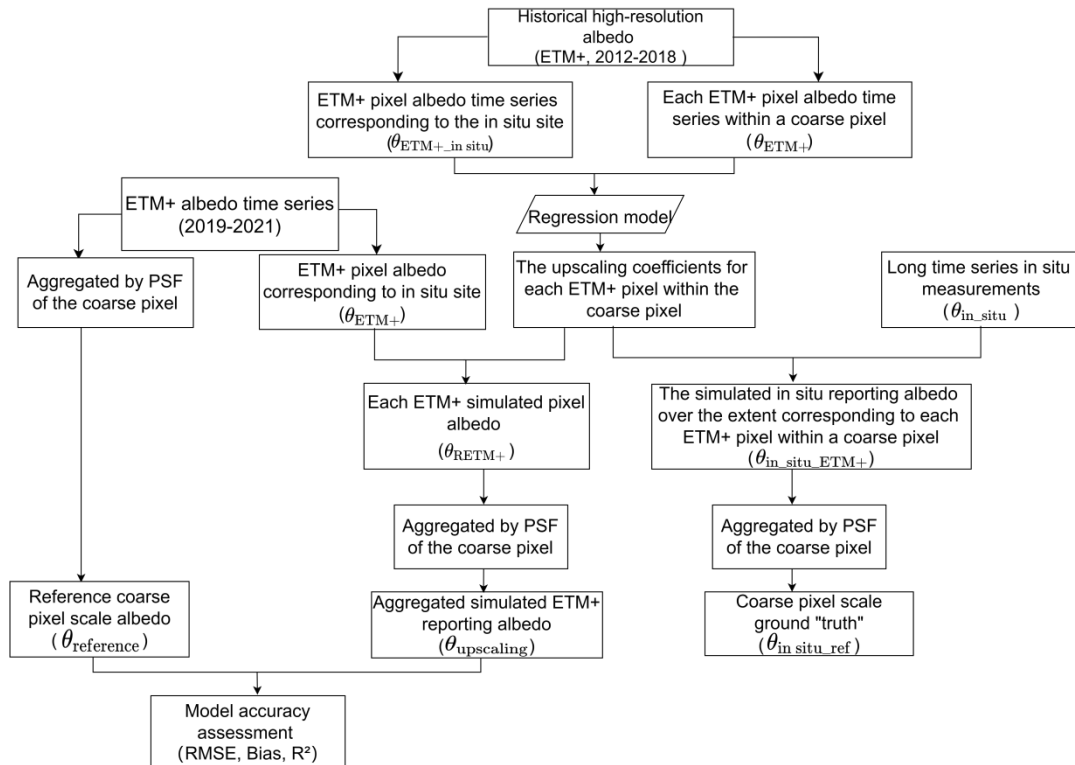 Historical high-resolution
albedo
(ETM+, 2012-2018 )
ETM+ pixel albedo time series
corresponding to the in situ site
(θETM+_in situ)
Each ETM+ pixel albedo time
series within a coarse pixel
(θETM+)
ETM+ albedo time series
(2019-2021)
Regression model
Aggregated by PSF
of the coarse pixel
ETM+ pixel albedo
corresponding to in situ site
(θETM+)
The upscaling coefficients for
each ETM+ pixel within the
coarse pixel
Long time series in situ
measurements
(θin_situ )
Each ETM+ simulated pixel
albedo
(θRETM+)
The simulated in situ reporting albedo
over the extent corresponding to each
ETM+ pixel within a coarse pixel
(θin_situ_ETM+)
Aggregated by PSF
of the coarse pixel
Aggregated by PSF
of the coarse pixel
Reference coarse
pixel scale albedo
(θreference)
Aggregated simulated ETM+
reporting albedo
(θupscaling)
Coarse pixel scale
ground "truth"
(θin situ_ref)
Model accuracy
assessment
(RMSE, Bias, R²)